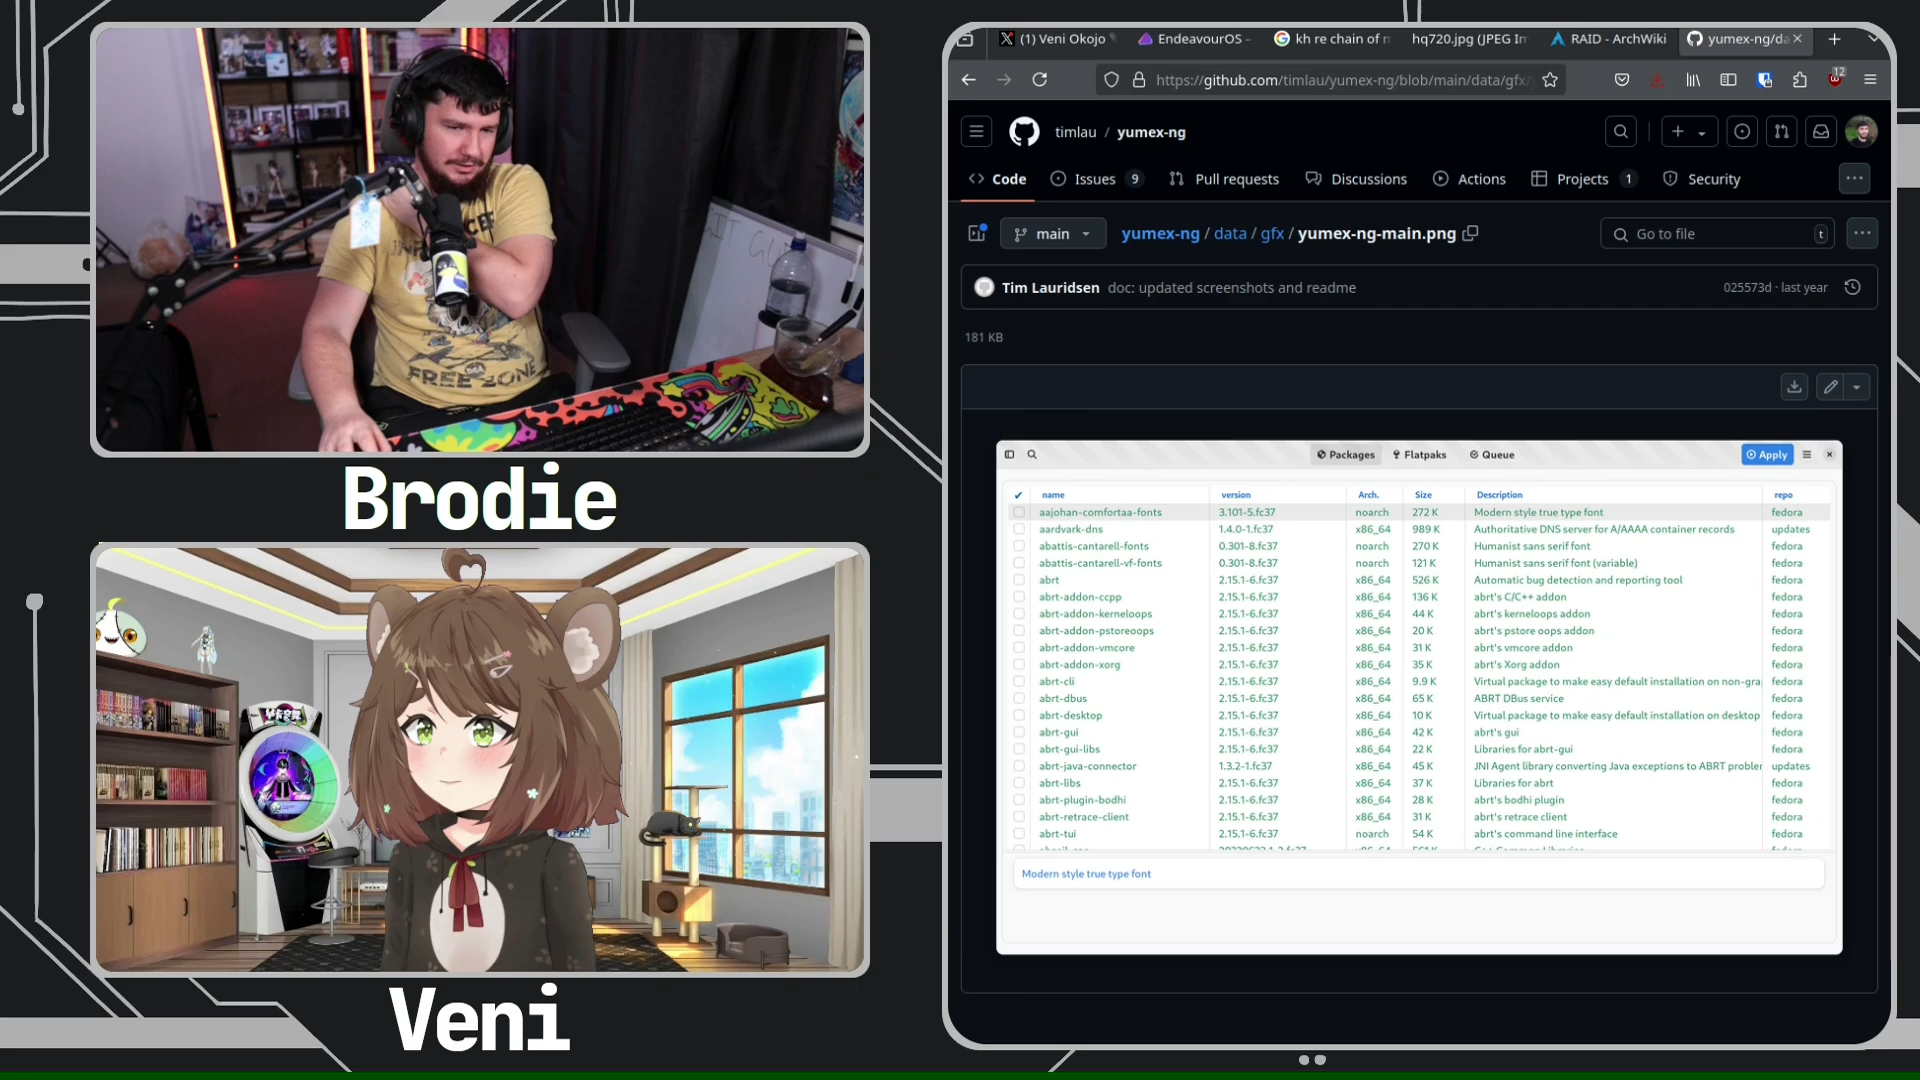 Brodie
Veni
FREE ZONE
(1) Veni Okojo
EndeavourOS -
kh re chain of m
hq720.jpg (JPEG Im
RAID - ArchWiki
yumex-ng/da
https://github.com/timlau/yumex-ng/blob/main/data/gfx/
12
timlau / yumex-ng
Code
Issues 9
Pull requests
Discussions
Actions
Projects 1
Security
main
yumex-ng / data / gfx / yumex-ng-main.png
Go to file
t
Tim Lauridsen doc: updated screenshots and readme
025573d · last year
181 KB
Packages Flatpaks Queue
Apply
name version Arch. Size Description repo
aajohan-comfortaa-fonts 3.101-5.fc37 noarch 272 K Modern style true type font fedora
aardvark-dns 1.4.0-1.fc37 x86_64 989 K Authoritative DNS server for A/AAAA container records updates
abattis-cantarell-fonts 0.301-8.fc37 noarch 270 K Humanist sans serif font fedora
abattis-cantarell-vf-fonts 0.301-8.fc37 noarch 121 K Humanist sans serif font (variable) fedora
abrt 2.15.1-6.fc37 x86_64 526 K Automatic bug detection and reporting tool fedora
abrt-addon-ccpp 2.15.1-6.fc37 x86_64 136 K abrt's C/C++ addon fedora
abrt-addon-kerneloops 2.15.1-6.fc37 x86_64 44 K abrt's kerneloops addon fedora
abrt-addon-pstoreoops 2.15.1-6.fc37 x86_64 20 K abrt's pstore oops addon fedora
abrt-addon-vmcore 2.15.1-6.fc37 x86_64 31 K abrt's vmcore addon fedora
abrt-addon-xorg 2.15.1-6.fc37 x86_64 35 K abrt's Xorg addon fedora
abrt-cli 2.15.1-6.fc37 x86_64 9.9 K Virtual package to make easy default installation on non-gra fedora
abrt-dbus 2.15.1-6.fc37 x86_64 65 K ABRT DBus service fedora
abrt-desktop 2.15.1-6.fc37 x86_64 10 K Virtual package to make easy default installation on desktop fedora
abrt-gui 2.15.1-6.fc37 x86_64 42 K abrt's gui fedora
abrt-gui-libs 2.15.1-6.fc37 x86_64 22 K Libraries for abrt-gui fedora
abrt-java-connector 1.3.2-1.fc37 x86_64 45 K JNI Agent library converting Java exceptions to ABRT probler updates
abrt-libs 2.15.1-6.fc37 x86_64 37 K Libraries for abrt fedora
abrt-plugin-bodhi 2.15.1-6.fc37 x86_64 28 K abrt's bodhi plugin fedora
abrt-retrace-client 2.15.1-6.fc37 x86_64 31 K abrt's retrace client fedora
abrt-tui 2.15.1-6.fc37 noarch 54 K abrt's command line interface fedora
Modern style true type font